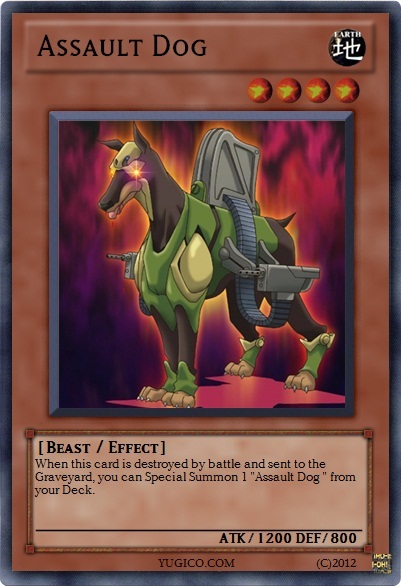 Assault Dog
EARTH
地
[Beast / Effect]
When this card is destroyed by battle and sent to the
Graveyard, you can Special Summon 1 "Assault Dog " from
your Deck.
ATK / 1200 DEF / 800
YUGICO.COM
(C)2012